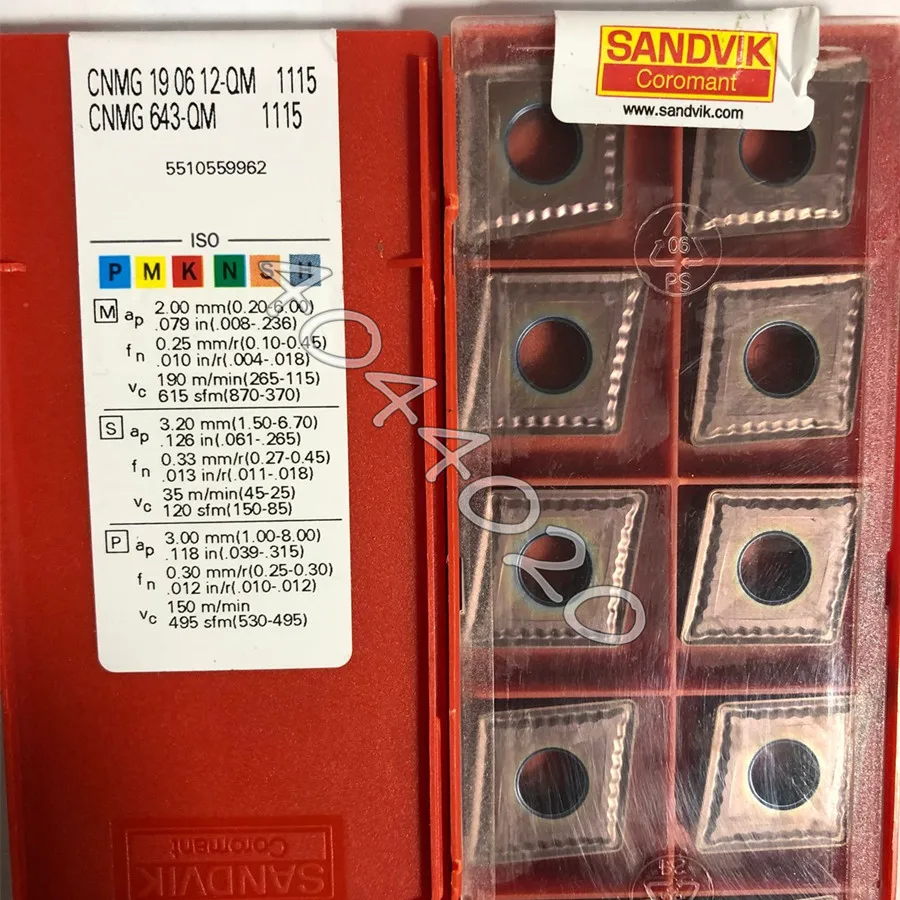 CNMG 19 06 12-QM 1115
CNMG 643-QM 1115
5510559962
ISO
P M K N S H
M ap 2.00 mm(0.20-6.00)
.079 in(.008-.236)
fn 0.25 mm/r(0.10-0.45)
.010 in/r(.004-.018)
vc 190 m/min(265-115)
615 sfm(870-370)
S ap 3.20 mm(1.50-6.70)
.126 in(.061-.265)
fn 0.33 mm/r(0.27-0.45)
.013 in/r(.011-.018)
vc 35 m/min(45-25)
120 sfm(150-85)
P ap 3.00 mm(1.00-8.00)
.118 in(.039-.315)
fn 0.30 mm/r(0.25-0.30)
.012 in/r(.010-.012)
vc 150 m/min
495 sfm(530-495)
SANDVIK
Coromant
SANDVIK
Coromant
www.sandvik.com
06
PS
4044020